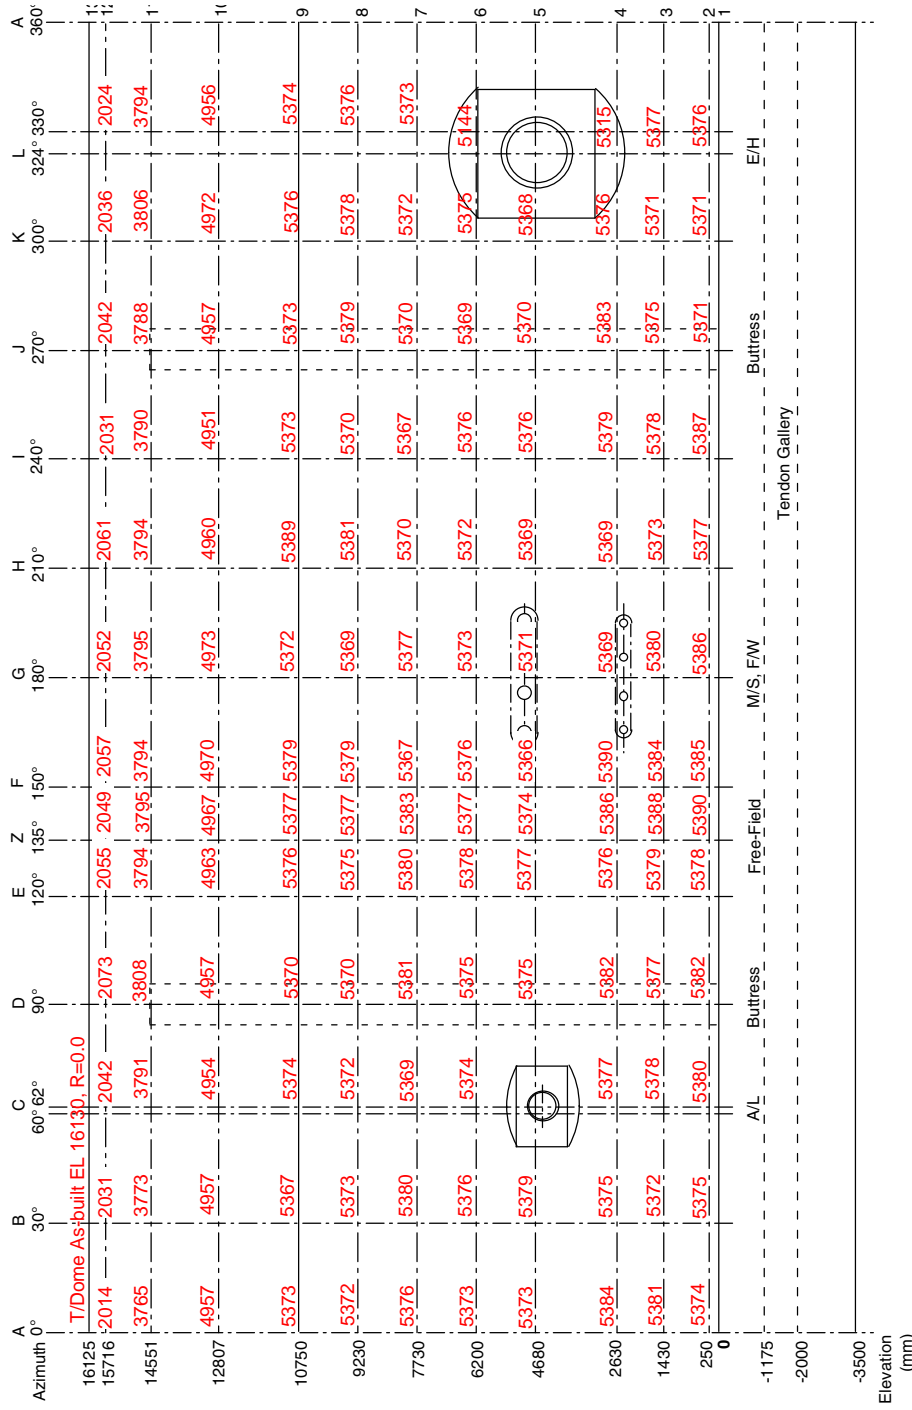 A B C D E Z F G H I J K L A
Azimuth 0° 30° 60° 62° 90° 120° 135° 150° 180° 210° 240° 270° 300° 324° 330° 360°
T/Dome As-built EL 16130, R=0.0
16125
15716 2014 2031 2042 2073 2055 2049 2057 2052 2061 2031 2042 2036 2024
14551 3765 3773 3791 3808 3794 3795 3794 3795 3794 3790 3788 3806 3794
12807 4957 4957 4954 4957 4963 4967 4970 4973 4960 4951 4957 4972 4956
10750 5373 5367 5374 5370 5376 5377 5379 5372 5389 5373 5373 5376 5374 9
9230 5372 5373 5372 5370 5375 5377 5379 5369 5381 5370 5379 5378 5376 8
7730 5376 5380 5369 5381 5380 5383 5367 5377 5370 5367 5370 5372 5373 7
6200 5373 5376 5374 5375 5378 5377 5376 5373 5372 5376 5369 5375 5144 6
4680 5373 5379 5375 5377 5374 5366 5371 5369 5376 5370 5368 5
2630 5384 5375 5377 5382 5376 5386 5390 5369 5369 5379 5383 5376 5315 4
1430 5381 5372 5378 5377 5379 5388 5384 5380 5373 5378 5375 5371 5377 3
250 5374 5375 5380 5382 5378 5390 5385 5386 5377 5387 5371 5371 5376 2
0 1
A/L Buttress Free-Field M/S, F/W Buttress E/H
-1175
Tendon Gallery
-2000
-3500
Elevation
(mm)